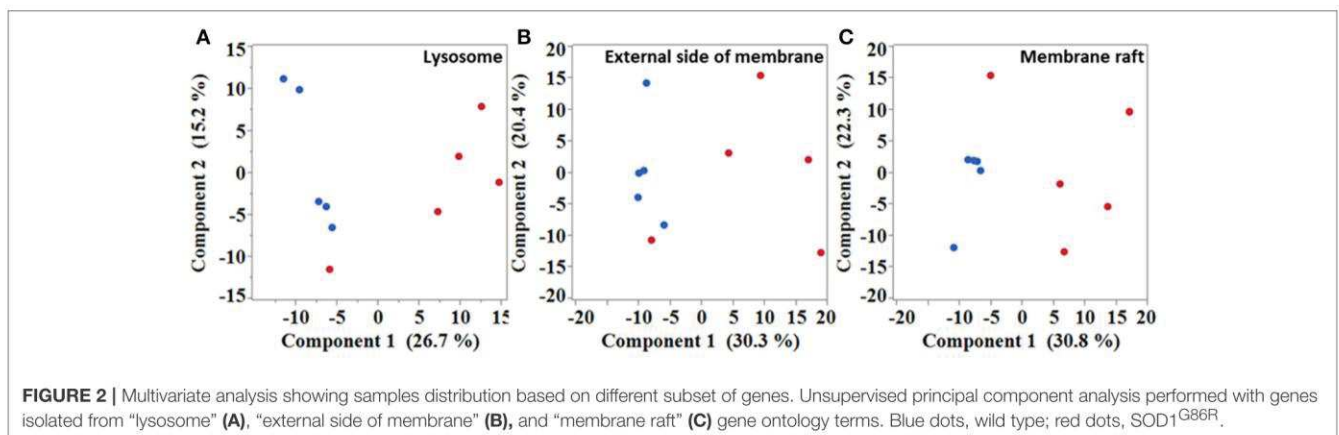 A
Lysosome
15
10
5
0
-5
-10
-15
Component 2 (15.2 %)
-10 -5 0 5 10 15
Component 1 (26.7 %)
B
External side of membrane
20
15
10
5
0
-5
-10
-15
-20
Component 2 (20.4 %)
-20 -10 -5 0 5 10 15 20
Component 1 (30.3 %)
C
Membrane raft
20
15
10
5
0
-5
-10
-15
-20
Component 2 (22.3 %)
-20 -10 -5 0 5 10 15 20
Component 1 (30.8 %)
FIGURE 2 | Multivariate analysis showing samples distribution based on different subset of genes. Unsupervised principal component analysis performed with genes
isolated from “lysosome” (A), “external side of membrane” (B), and “membrane raft” (C) gene ontology terms. Blue dots, wild type; red dots, SOD1G86R.